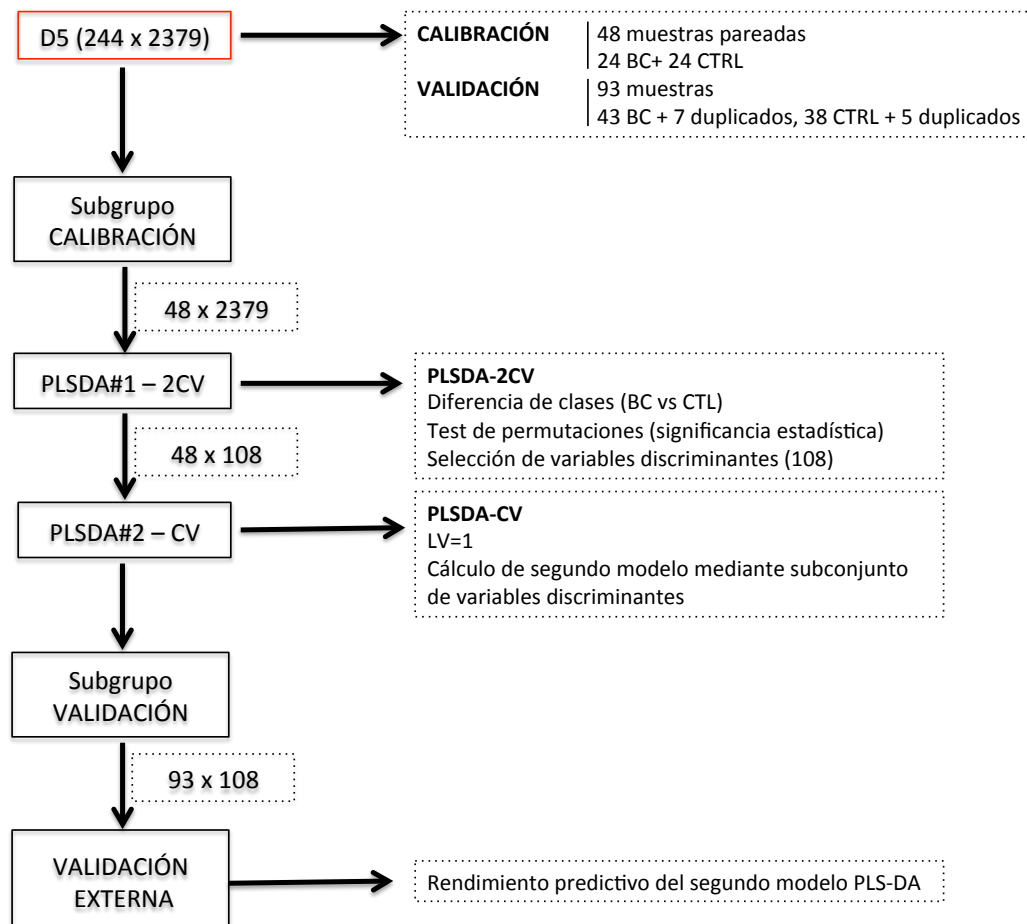 D5 (244 x 2379)
CALIBRACIÓN 48 muestras pareadas
24 BC+ 24 CTRL
VALIDACIÓN 93 muestras
43 BC + 7 duplicados, 38 CTRL + 5 duplicados
Subgrupo
CALIBRACIÓN
48 x 2379
PLSDA#1 – 2CV
PLSDA-2CV
Diferencia de clases (BC vs CTL)
Test de permutaciones (significancia estadística)
Selección de variables discriminantes (108)
48 x 108
PLSDA#2 – CV
PLSDA-CV
LV=1
Cálculo de segundo modelo mediante subconjunto
de variables discriminantes
Subgrupo
VALIDACIÓN
93 x 108
VALIDACIÓN
EXTERNA
Rendimiento predictivo del segundo modelo PLS-DA